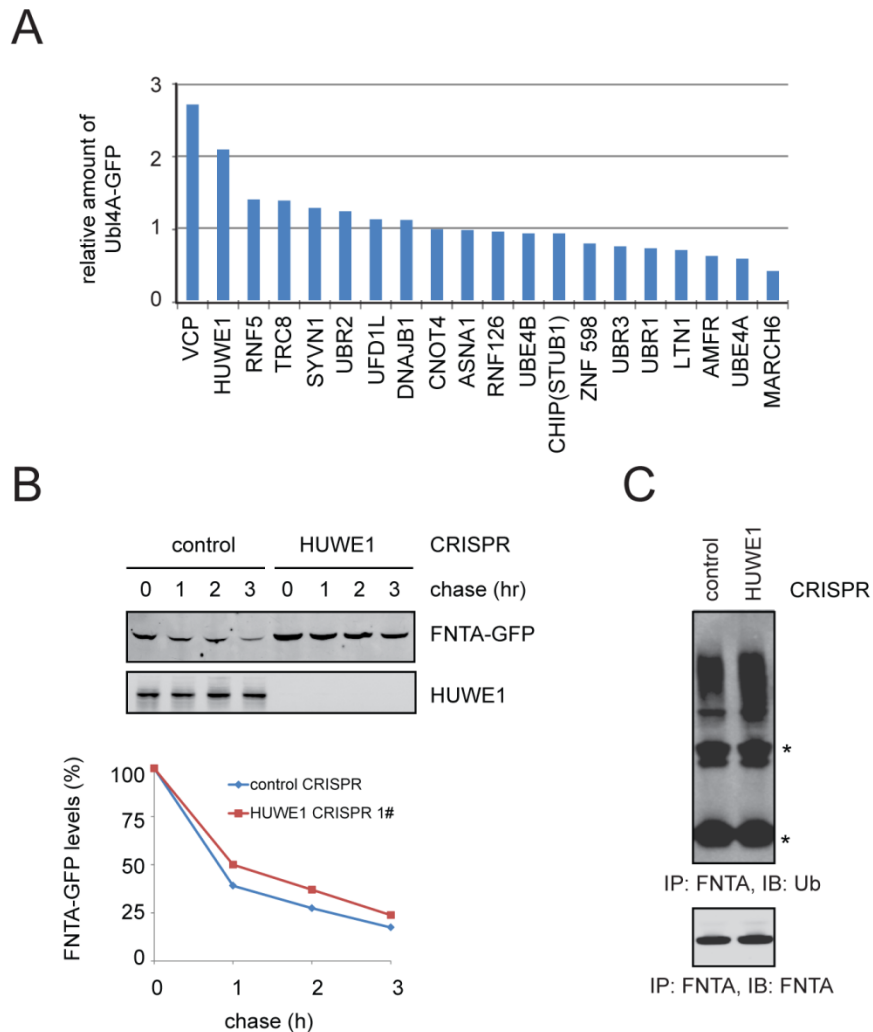 A
relative amount of
Ubl4A-GFP
3
2
1
0
VCP
HUWE1
RNF5
TRC8
SYVN1
UBR2
UFD1L
DNAJB1
CNOT4
ASNA1
RNF126
UBE4B
CHIP(STUB1)
ZNF 598
UBR3
UBR1
LTN1
AMFR
UBE4A
MARCH6
B
control HUWE1 CRISPR
0 1 2 3 0 1 2 3 chase (hr)
FNTA-GFP
HUWE1
FNTA-GFP levels (%)
100
75
50
25
0
control CRISPR
HUWE1 CRISPR 1#
0 1 2 3
chase (h)
C
control HUWE1 CRISPR
*
*
IP: FNTA, IB: Ub
IP: FNTA, IB: FNTA